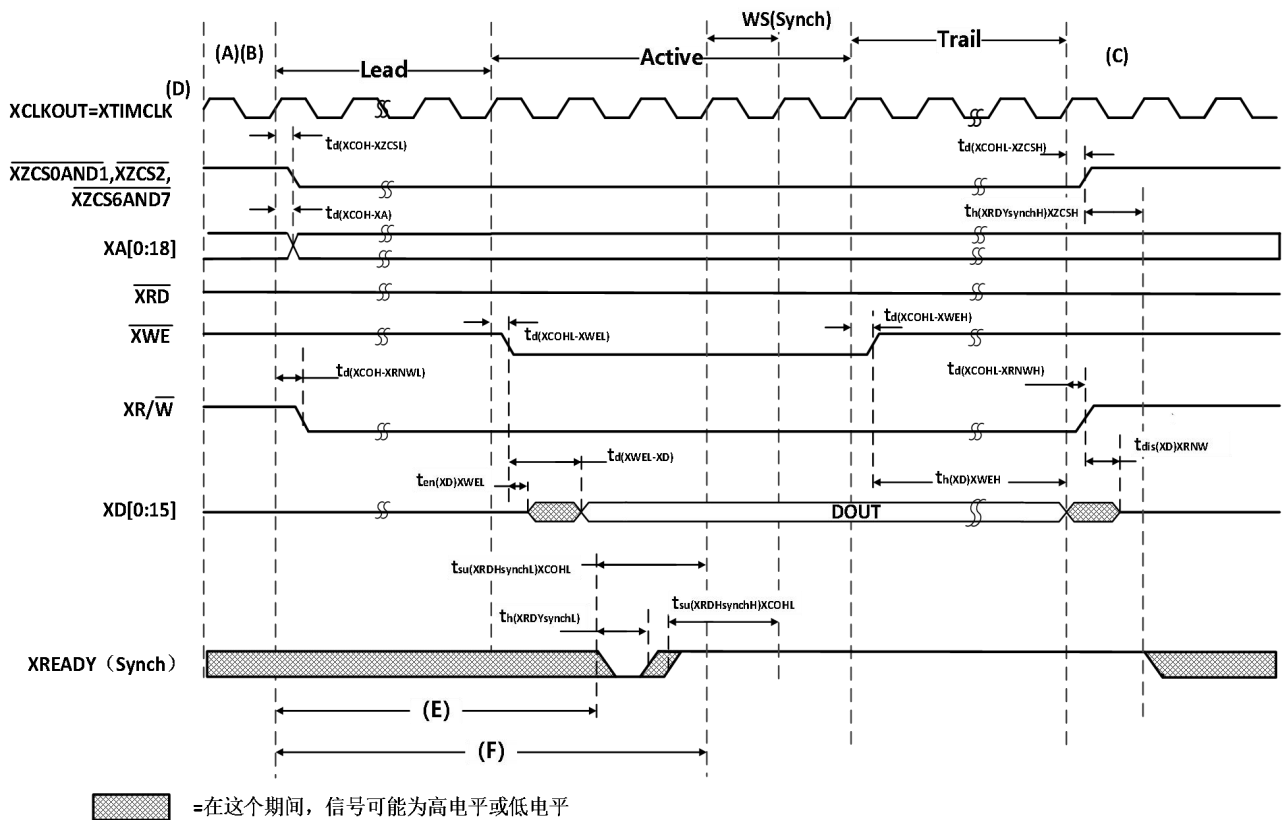 WS(Synch)
(A)(B)
Lead
Active
Trail
(C)
(D)
XCLKOUT=XTIMCLK
td(XCOH-XZCSL)
td(XCOHL-XZCSH)
XZCS0AND1,XZCS2,
XZCS6AND7
td(XCOH-XA)
th(XRDYsynchH)XZCSH
XA[0:18]
XRD
XWE
td(XCOHL-XWEL)
td(XCOHL-XWEH)
td(XCOH-XRNWL)
td(XCOHL-XRNWH)
XR/W
td(XWEL-XD)
tdis(XD)XRNW
ten(XD)XWEL
th(XD)XWEH
XD[0:15]
DOUT
tsu(XRDHsynchL)XCOHL
tsu(XRDHsynchH)XCOHL
th(XRDYsynchL)
XREADY（Synch）
(E)
(F)
=在这个期间，信号可能为高电平或低电平